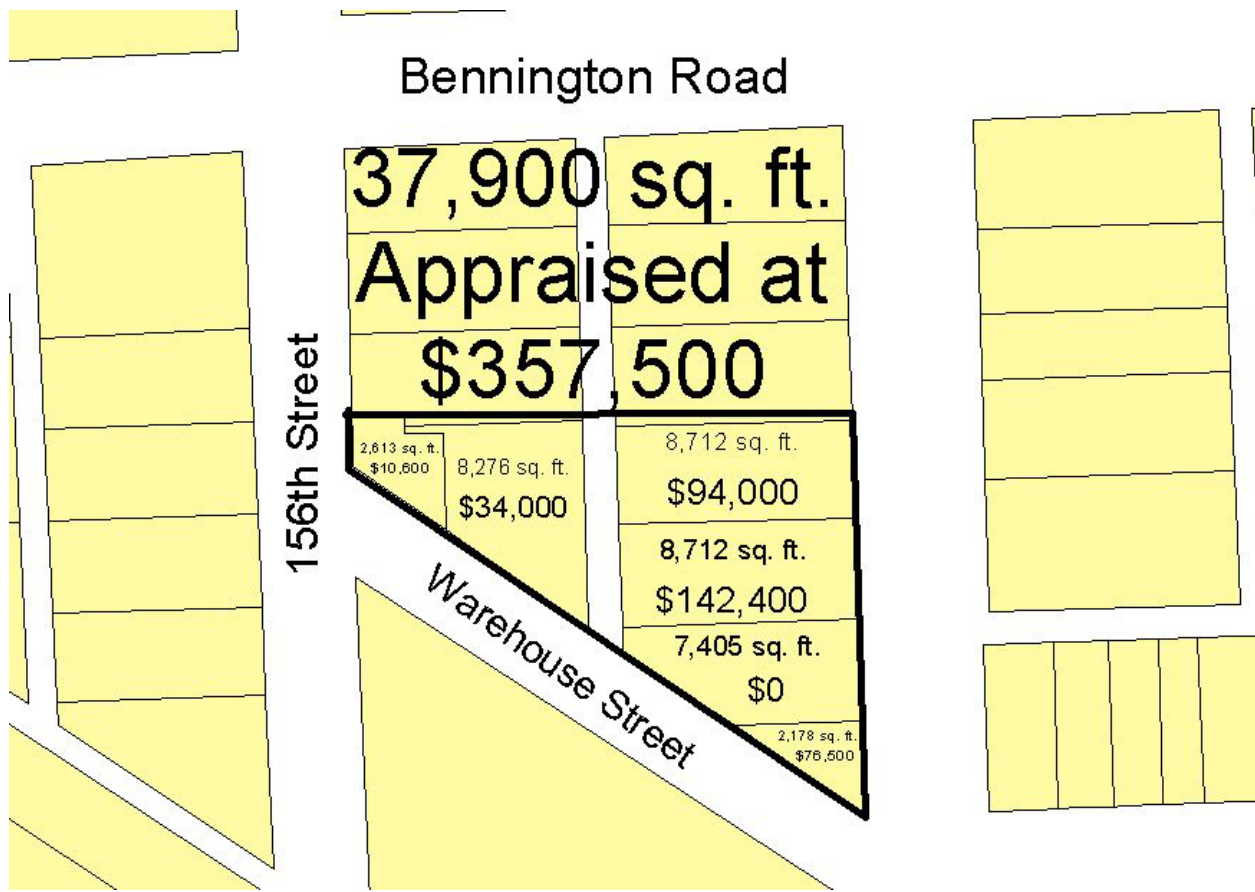 Bennington Road
37,900 sq. ft.
Appraised at
$357,500
156th Street
2,613 sq. ft.
$10,600
8,276 sq. ft.
$34,000
8,712 sq. ft.
$94,000
8,712 sq. ft.
$142,400
7,405 sq. ft.
$0
2,178 sq. ft.
$76,500
Warehouse Street